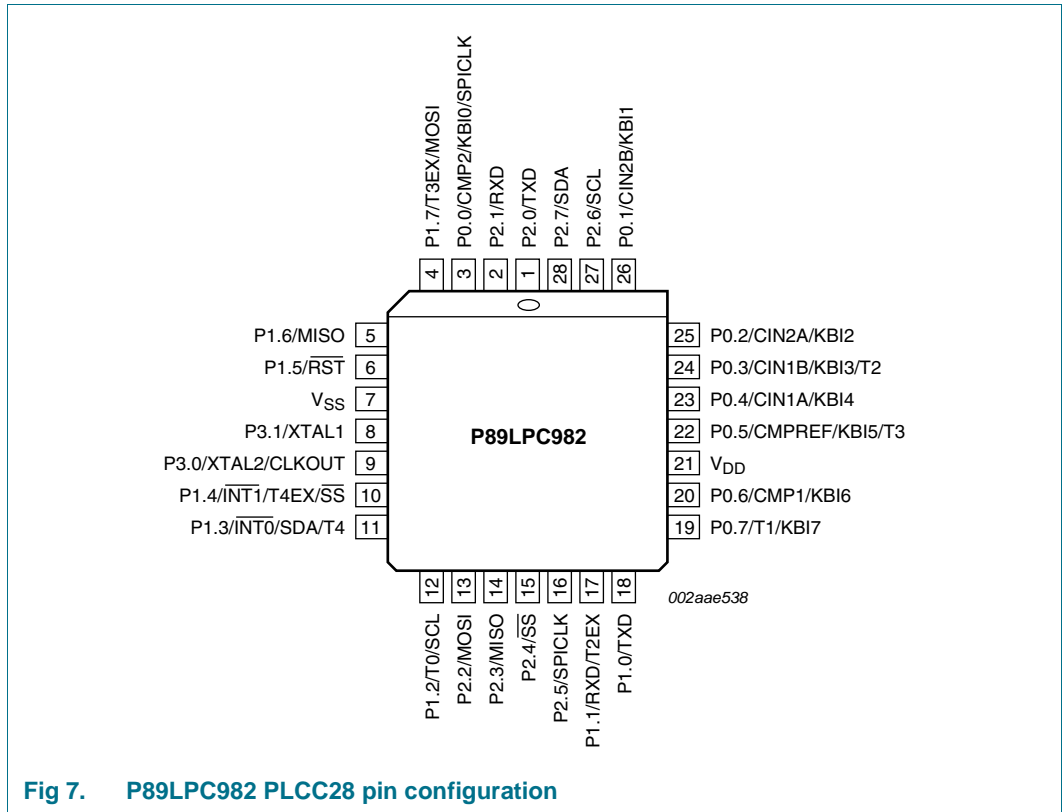 P1.7/T3EX/MOSI
P0.0/CMP2/KBI0/SPICLK
P2.1/RXD
P2.0/TXD
P2.7/SDA
P2.6/SCL
P0.1/CIN2B/KBI1
4
3
2
1
28
27
26
P1.6/MISO 5
P1.5/R̅S̅T̅ 6
VSS 7
P3.1/XTAL1 8
P3.0/XTAL2/CLKOUT 9
P1.4/I̅N̅T̅1̅/T4EX/S̅S̅ 10
P1.3/I̅N̅T̅0̅/SDA/T4 11
P89LPC982
25 P0.2/CIN2A/KBI2
24 P0.3/CIN1B/KBI3/T2
23 P0.4/CIN1A/KBI4
22 P0.5/CMPREF/KBI5/T3
21 VDD
20 P0.6/CMP1/KBI6
19 P0.7/T1/KBI7
12
13
14
15
16
17
18
P1.2/T0/SCL
P2.2/MOSI
P2.3/MISO
P2.4/S̅S̅
P2.5/SPICLK
P1.1/RXD/T2EX
P1.0/TXD
002aae538
Fig 7. P89LPC982 PLCC28 pin configuration